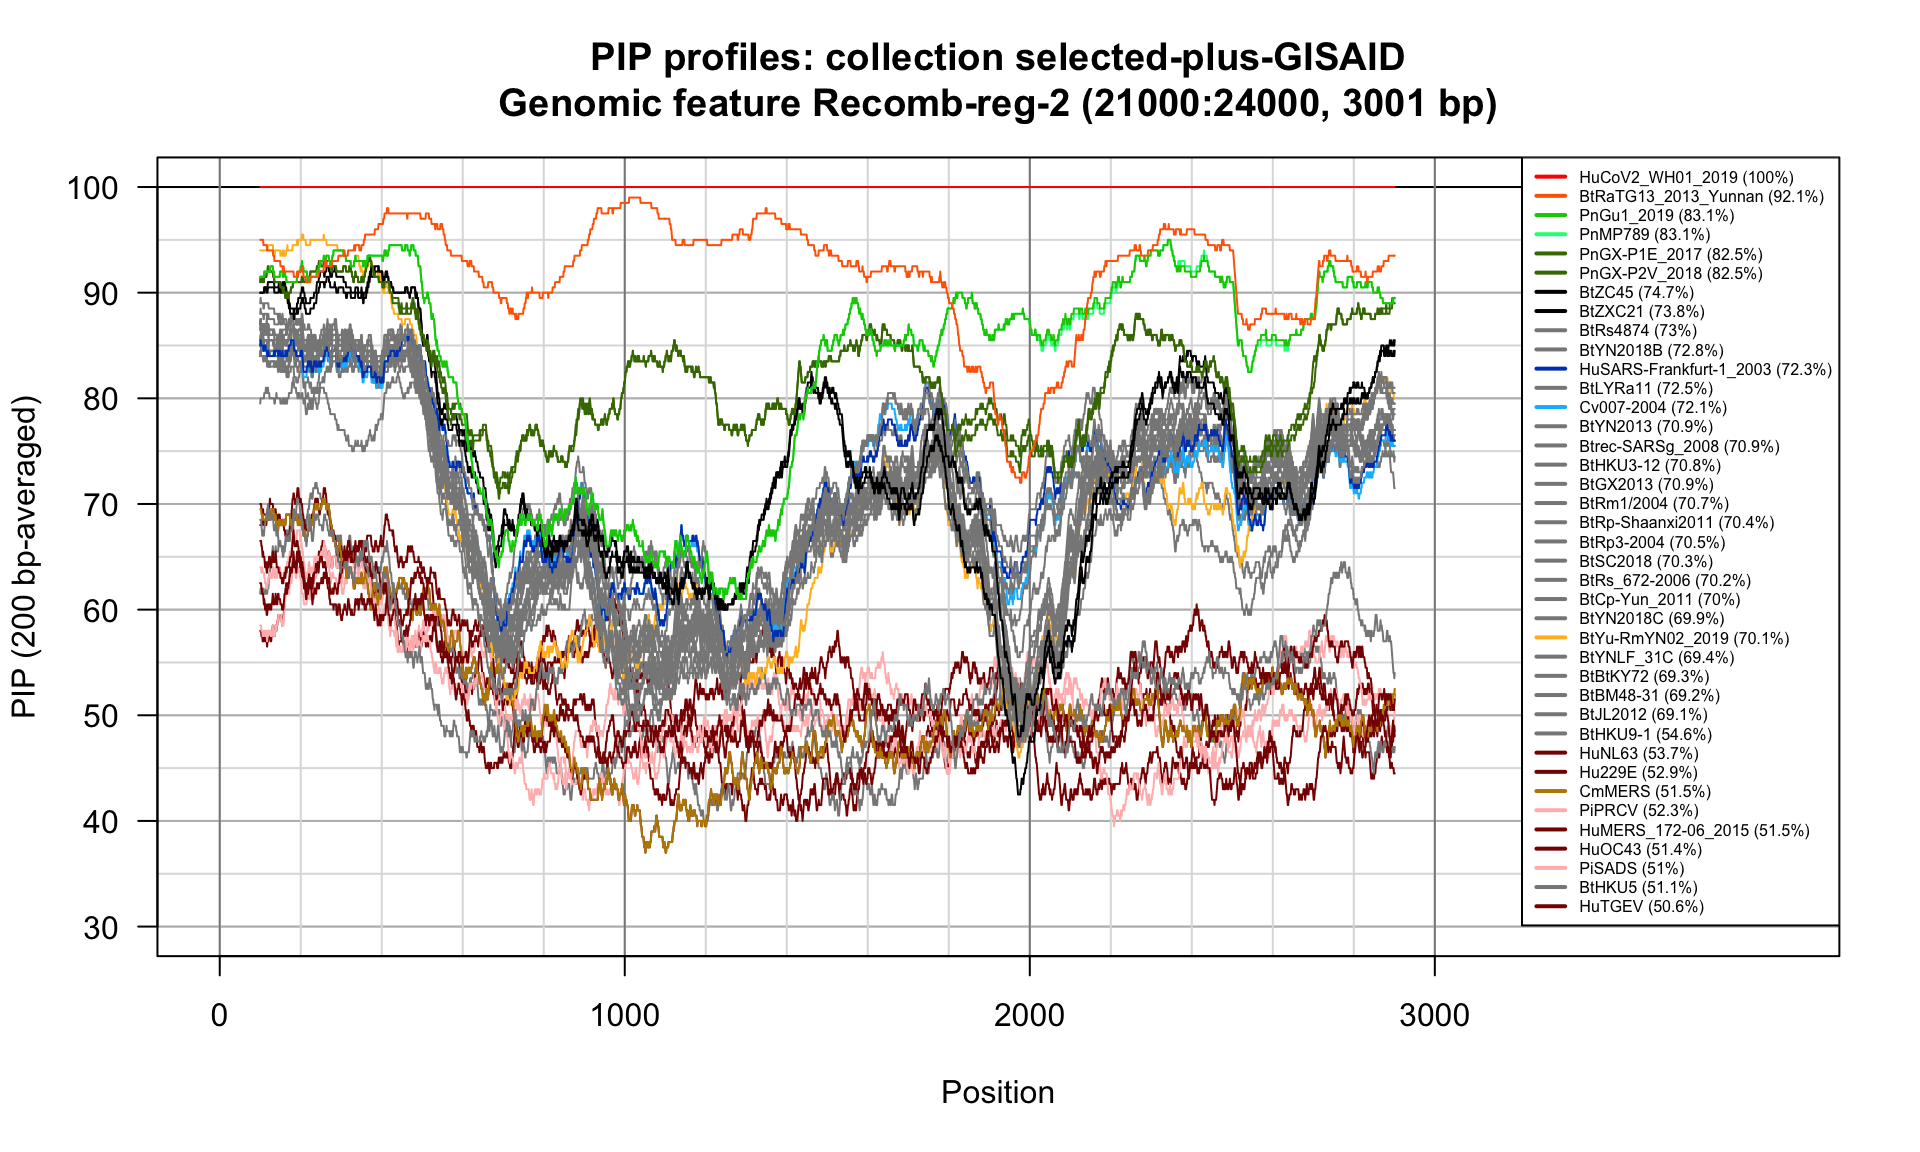 PIP profiles: collection selected-plus-GISAID
Genomic feature Recomb-reg-2 (21000:24000, 3001 bp)
PIP (200 bp-averaged)
100
90
80
70
60
50
40
30
0
1000
2000
3000
Position
HuCoV2_WH01_2019 (100%)
BtRaTG13_2013_Yunnan (92.1%)
PnGu1_2019 (83.1%)
PnMP789 (83.1%)
PnGX-P1E_2017 (82.5%)
PnGX-P2V_2018 (82.5%)
BtZC45 (74.7%)
BtZXC21 (73.8%)
BtRs4874 (73%)
BtYN2018B (72.8%)
HuSARS-Frankfurt-1_2003 (72.3%)
BtLYRa11 (72.5%)
Cv007-2004 (72.1%)
BtYN2013 (70.9%)
Btrec-SARSg_2008 (70.9%)
BtHKU3-12 (70.8%)
BtGX2013 (70.9%)
BtRm1/2004 (70.7%)
BtRp-Shaanxi2011 (70.4%)
BtRp3-2004 (70.5%)
BtSC2018 (70.3%)
BtRs_672-2006 (70.2%)
BtCp-Yun_2011 (70%)
BtYN2018C (69.9%)
BtYu-RmYN02_2019 (70.1%)
BtYNLF_31C (69.4%)
BtBtKY72 (69.3%)
BtBM48-31 (69.2%)
BtJL2012 (69.1%)
BtHKU9-1 (54.6%)
HuNL63 (53.7%)
Hu229E (52.9%)
CmMERS (51.5%)
PiPRCV (52.3%)
HuMERS_172-06_2015 (51.5%)
HuOC43 (51.4%)
PiSADS (51%)
BtHKU5 (51.1%)
HuTGEV (50.6%)